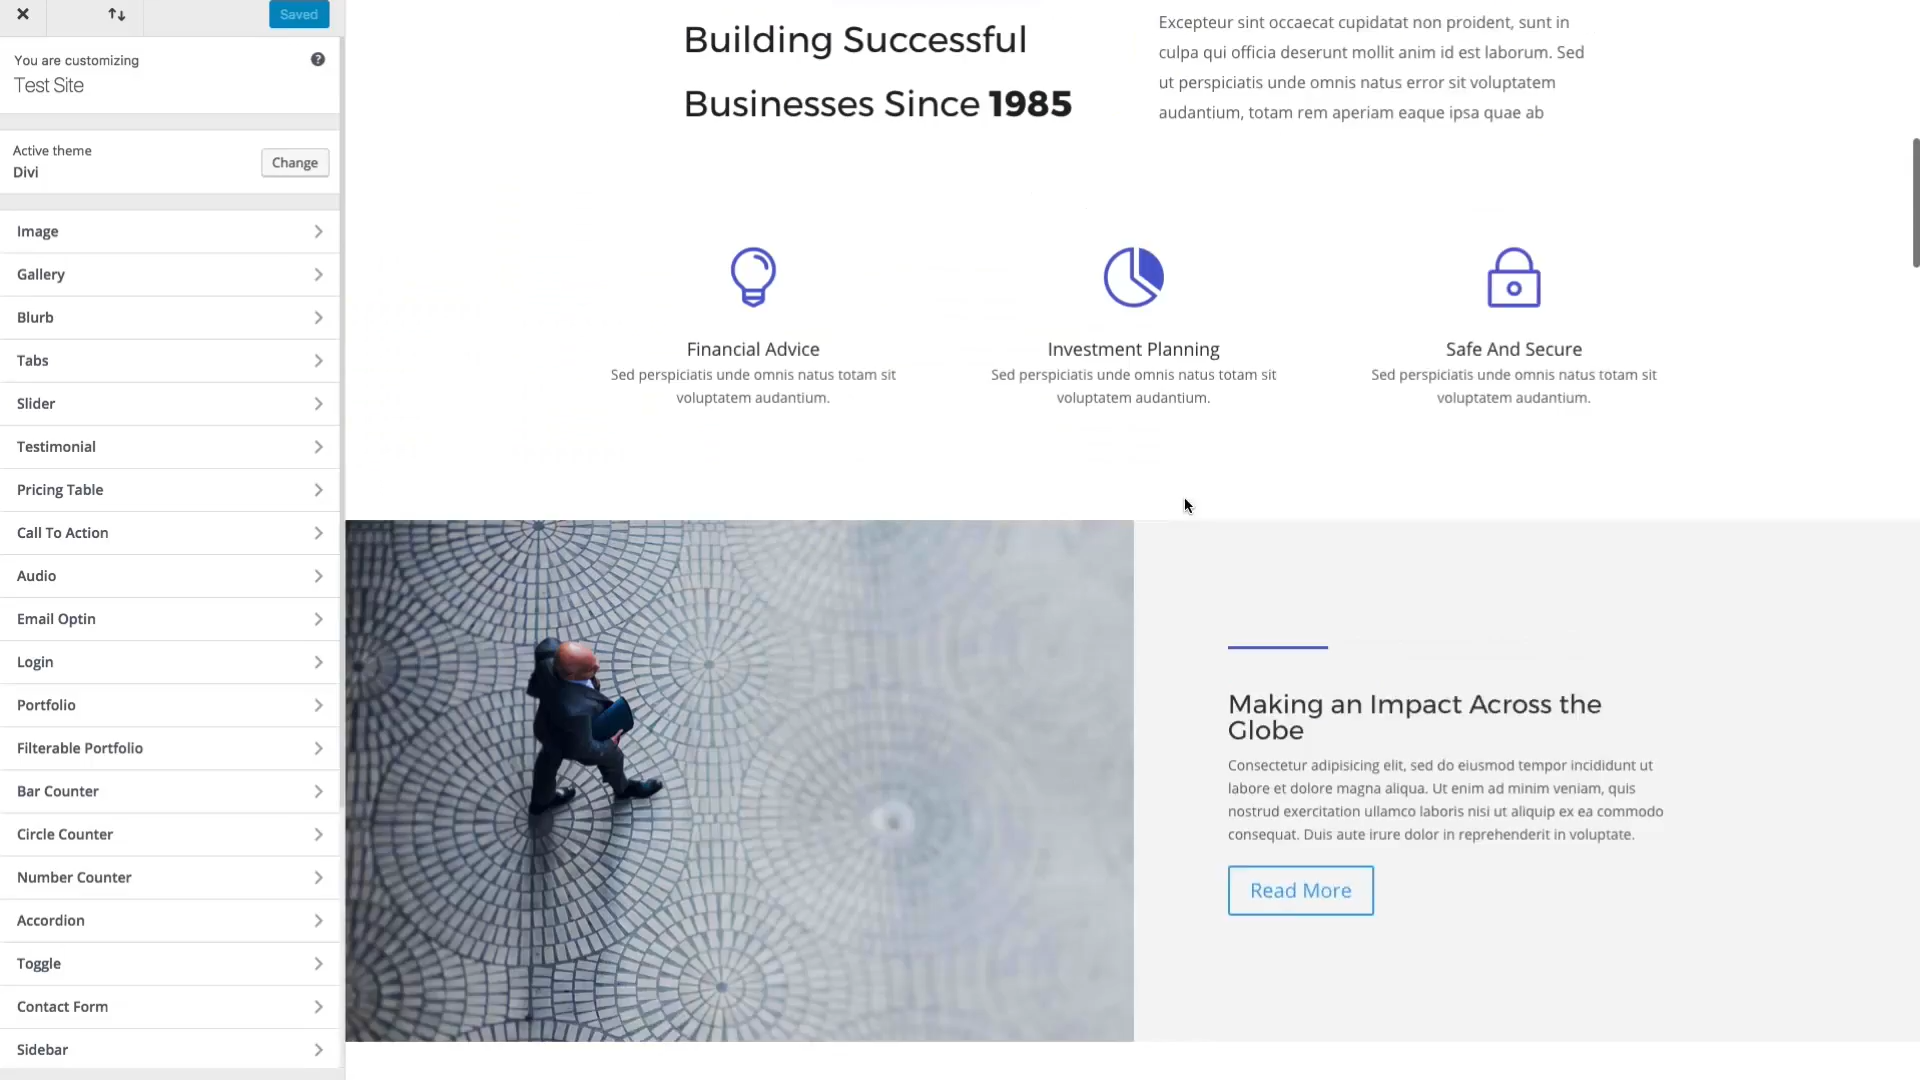 Saved
You are customizing
Test Site
Active theme
Divi
Change
Image
Gallery
Blurb
Tabs
Slider
Testimonial
Pricing Table
Call To Action
Audio
Email Optin
Login
Portfolio
Filterable Portfolio
Bar Counter
Circle Counter
Number Counter
Accordion
Toggle
Contact Form
Sidebar
Building Successful
Businesses Since 1985
Excepteur sint occaecat cupidatat non proident, sunt in
culpa qui officia deserunt mollit anim id est laborum. Sed
ut perspiciatis unde omnis natus error sit voluptatem
audantium, totam rem aperiam eaque ipsa quae ab
Financial Advice
Sed perspiciatis unde omnis natus totam sit
voluptatem audantium.
Investment Planning
Sed perspiciatis unde omnis natus totam sit
voluptatem audantium.
Safe And Secure
Sed perspiciatis unde omnis natus totam sit
voluptatem audantium.
Making an Impact Across the
Globe
Consectetur adipisicing elit, sed do eiusmod tempor incididunt ut
labore et dolore magna aliqua. Ut enim ad minim veniam, quis
nostrud exercitation ullamco laboris nisi ut aliquip ex ea commodo
consequat. Duis aute irure dolor in reprehenderit in voluptate.
Read More